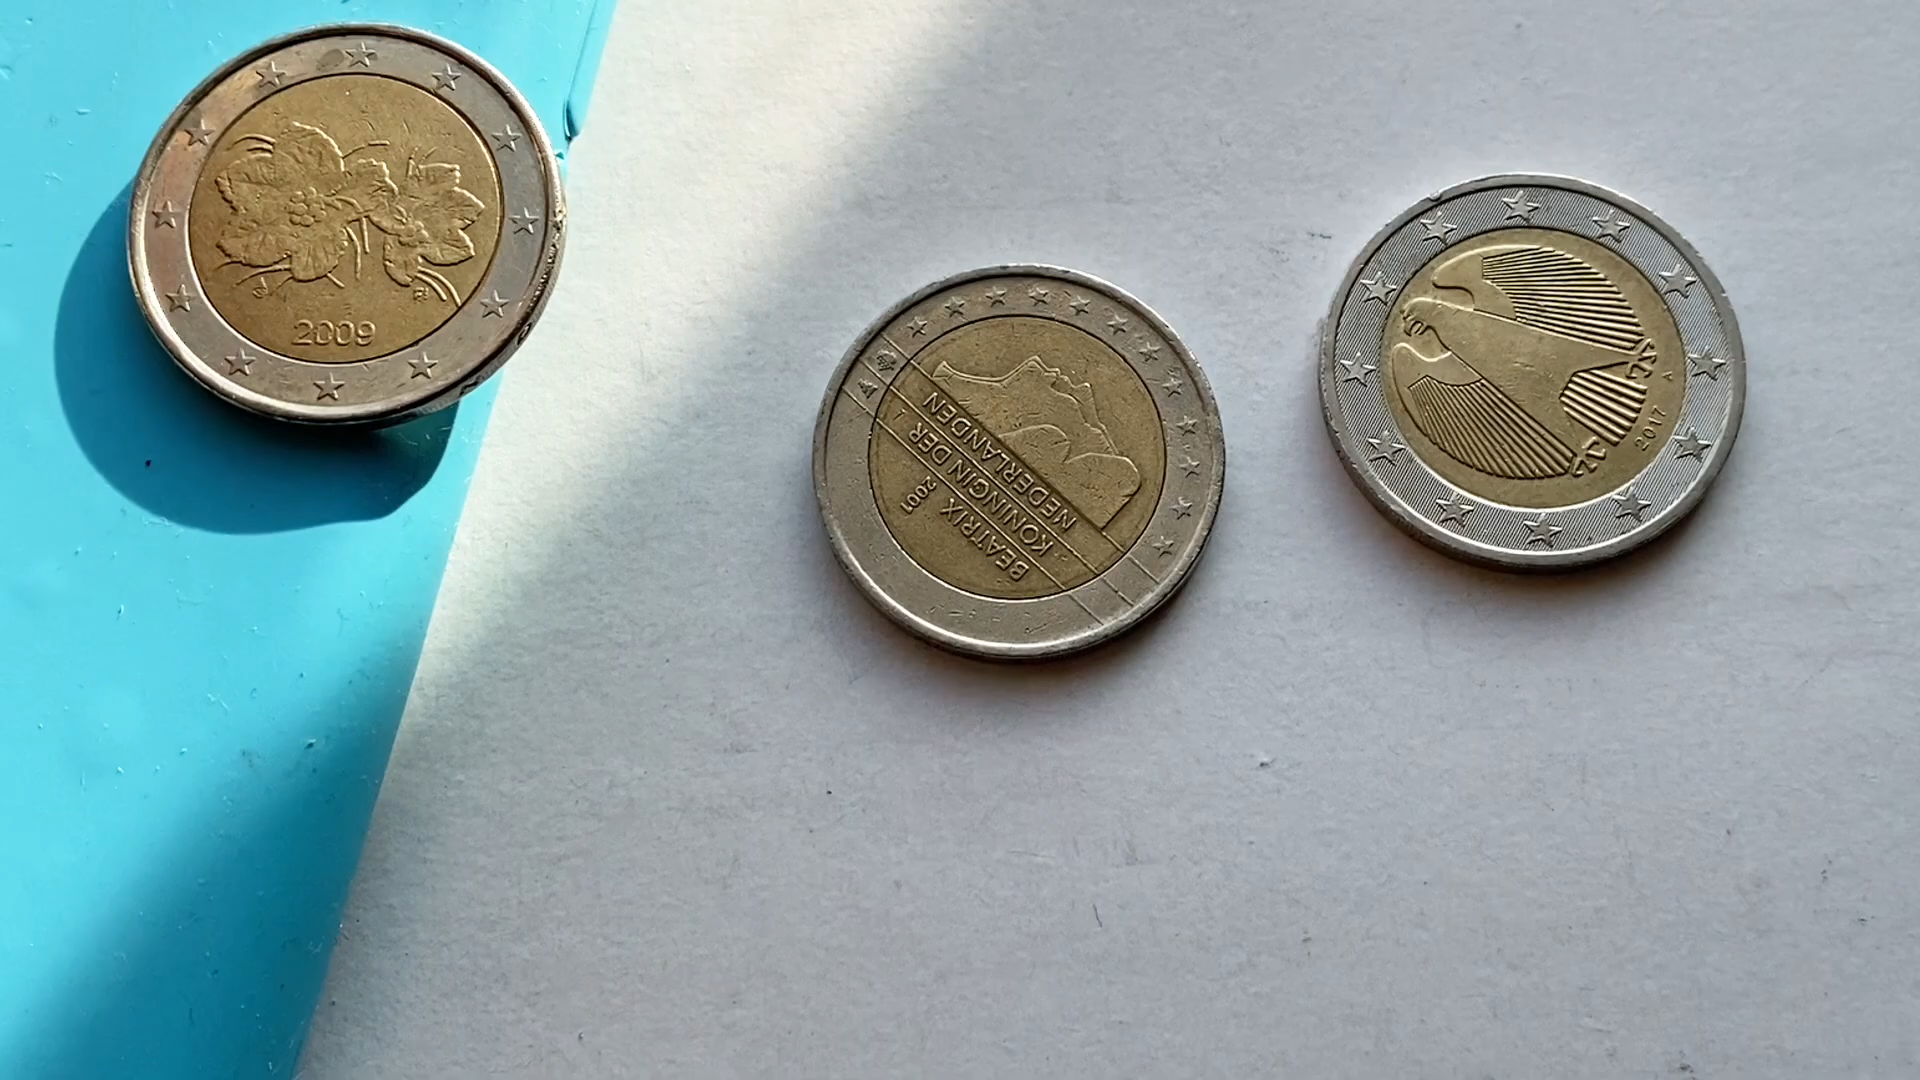 2009
BEATRIX
KONINGIN DER
NEDERLANDEN
2001
A
2017